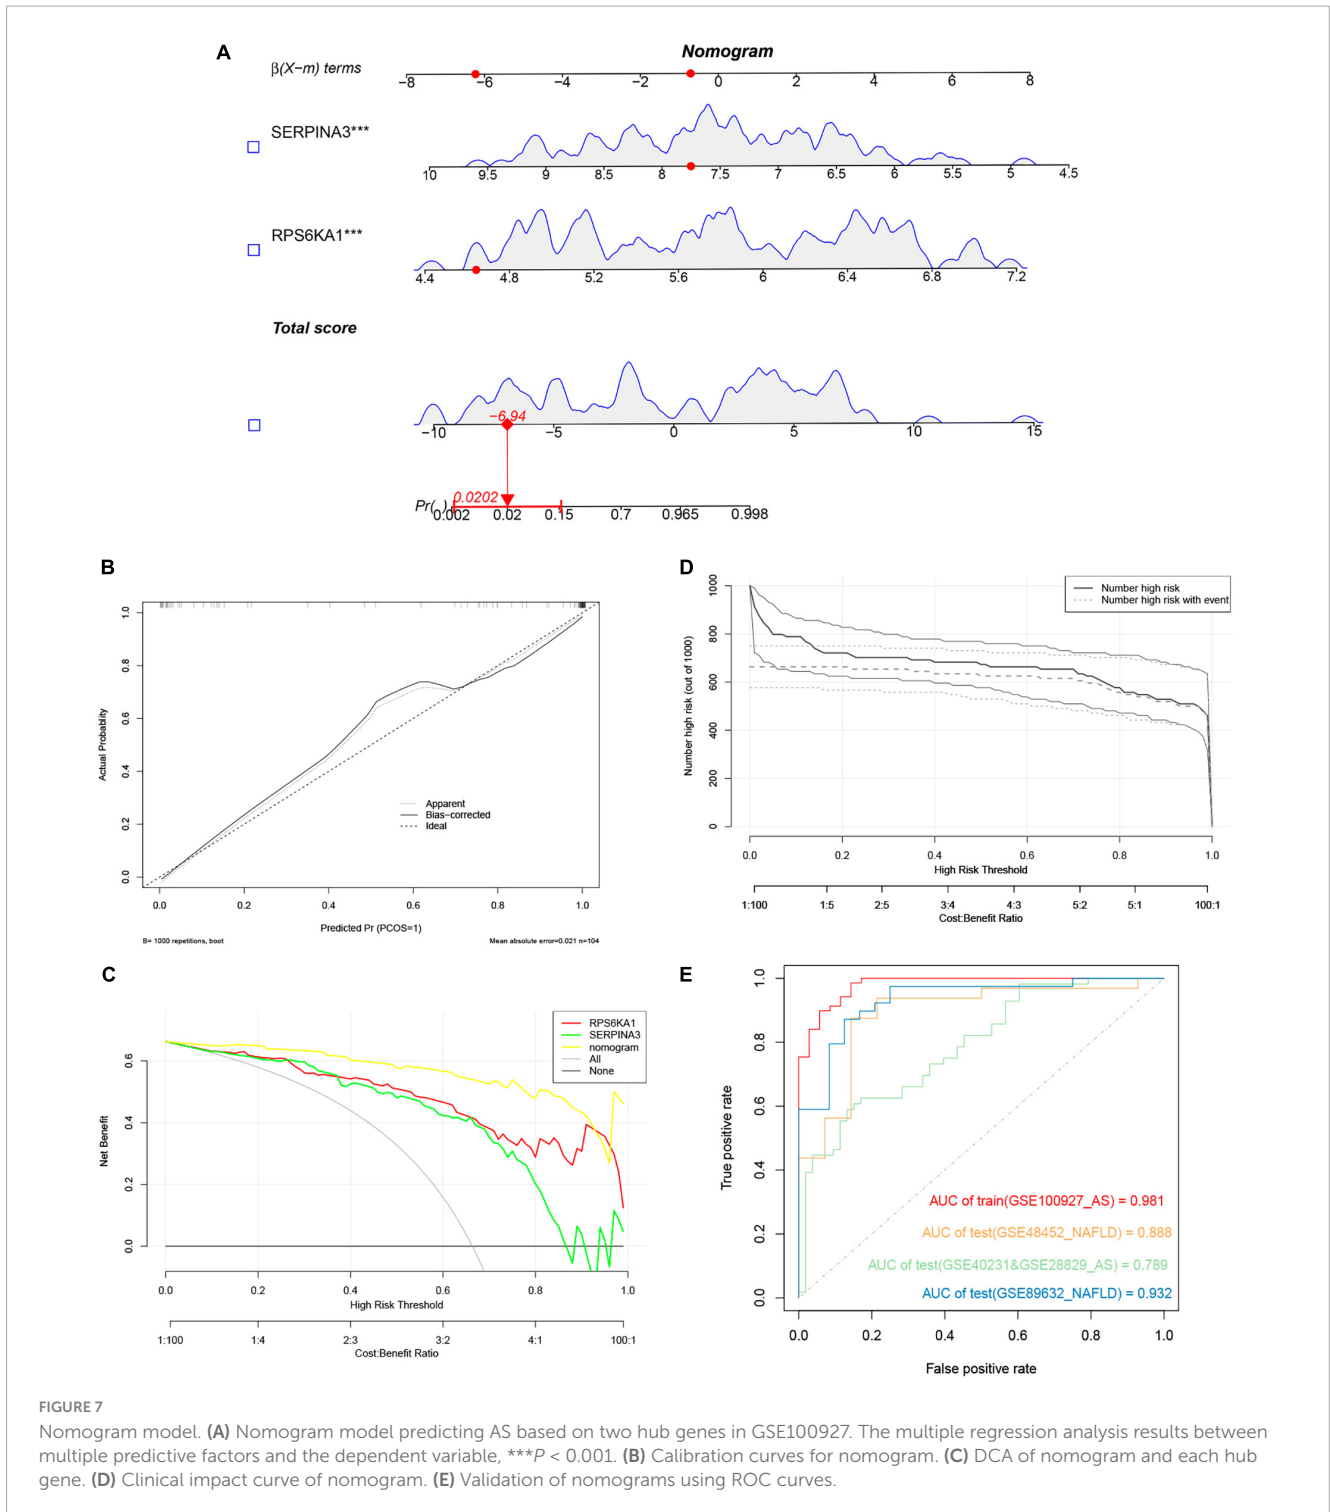 A
Nomogram
β(X−m) terms
−8 −6 −4 −2 0 2 4 6 8
SERPINA3***
10 9.5 9 8.5 8 7.5 7 6.5 6 5.5 5 4.5
RPS6KA1***
4.4 4.8 5.2 5.6 6 6.4 6.8 7.2
Total score
−6.94
−10 −5 0 5 10 15
0.0202
Pr( )
0.002 0.02 0.15 0.7 0.965 0.998
B
Actual Probablity
1.0
0.8
0.6
0.4
0.2
0.0
Apparent
Bias−corrected
Ideal
0.0 0.2 0.4 0.6 0.8 1.0
Predicted Pr (PCOS=1)
B= 1000 repetitions, boot
Mean absolute error=0.021 n=104
D
Number high risk (out of 1000)
1000
800
600
400
200
0
Number high risk
Number high risk with event
0.0 0.2 0.4 0.6 0.8 1.0
High Risk Threshold
1:100 1:5 2:5 3:4 4:3 5:2 5:1 100:1
Cost:Benefit Ratio
C
Net Benefit
0.6
0.4
0.2
0.0
RPS6KA1
SERPINA3
nomogram
All
None
0.0 0.2 0.4 0.6 0.8 1.0
High Risk Threshold
1:100 1:4 2:3 3:2 4:1 100:1
Cost:Benefit Ratio
E
True positive rate
1.0
0.8
0.6
0.4
0.2
0.0
AUC of train(GSE100927_AS) = 0.981
AUC of test(GSE48452_NAFLD) = 0.888
AUC of test(GSE40231&GSE28829_AS) = 0.789
AUC of test(GSE89632_NAFLD) = 0.932
0.0 0.2 0.4 0.6 0.8 1.0
False positive rate
FIGURE 7
Nomogram model. (A) Nomogram model predicting AS based on two hub genes in GSE100927. The multiple regression analysis results between
multiple predictive factors and the dependent variable, ***P < 0.001. (B) Calibration curves for nomogram. (C) DCA of nomogram and each hub
gene. (D) Clinical impact curve of nomogram. (E) Validation of nomograms using ROC curves.